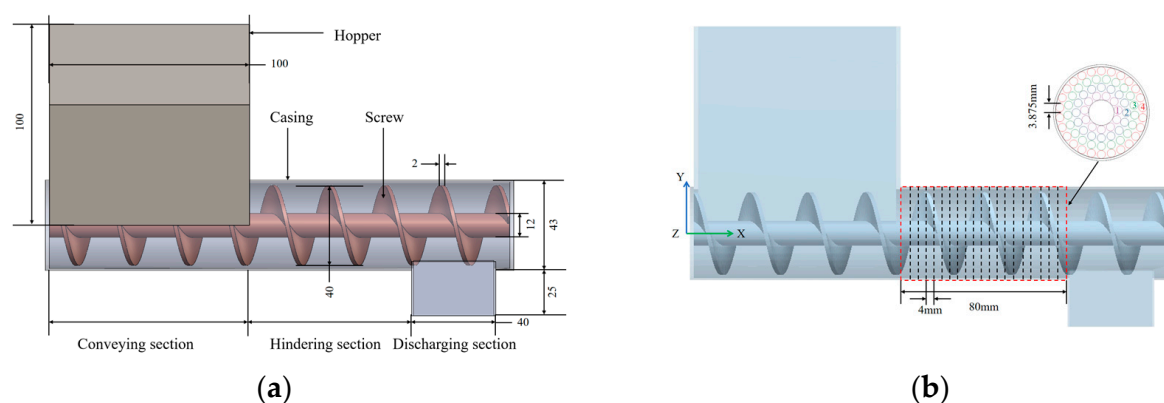 Hopper
100
100
Casing
Screw
2
12
43
40
25
40
Conveying section
Hindering section
Discharging section
(a)
3.875mm
1 2 3 4
Y
Z
X
4mm
80mm
(b)